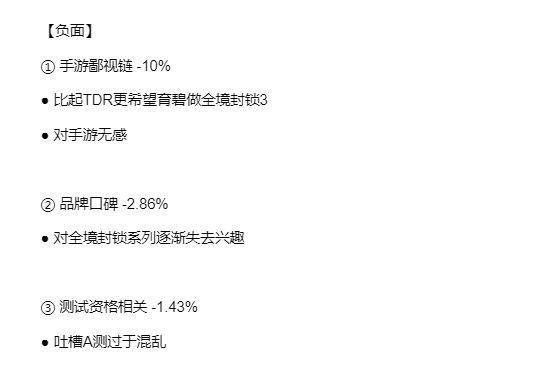 【负面】
① 手游鄙视链 -10%
● 比起TDR更希望育碧做全境封锁3
● 对手游无感
② 品牌口碑 -2.86%
● 对全境封锁系列逐渐失去兴趣
③ 测试资格相关 -1.43%
● 吐槽A测过于混乱